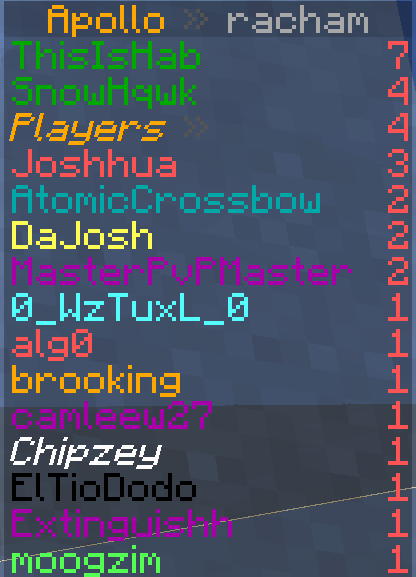 Apollo » racham
ThisIsHab 7
SnowHqwk 4
Players » 4
Joshhua 3
AtomicCrossbow 2
DaJosh 2
MasterPvPMaster 2
0_WzTuxL_0 1
alg0 1
brooking 1
camleew27 1
Chipzey 1
ElTioDodo 1
Extinguishh 1
moogzim 1